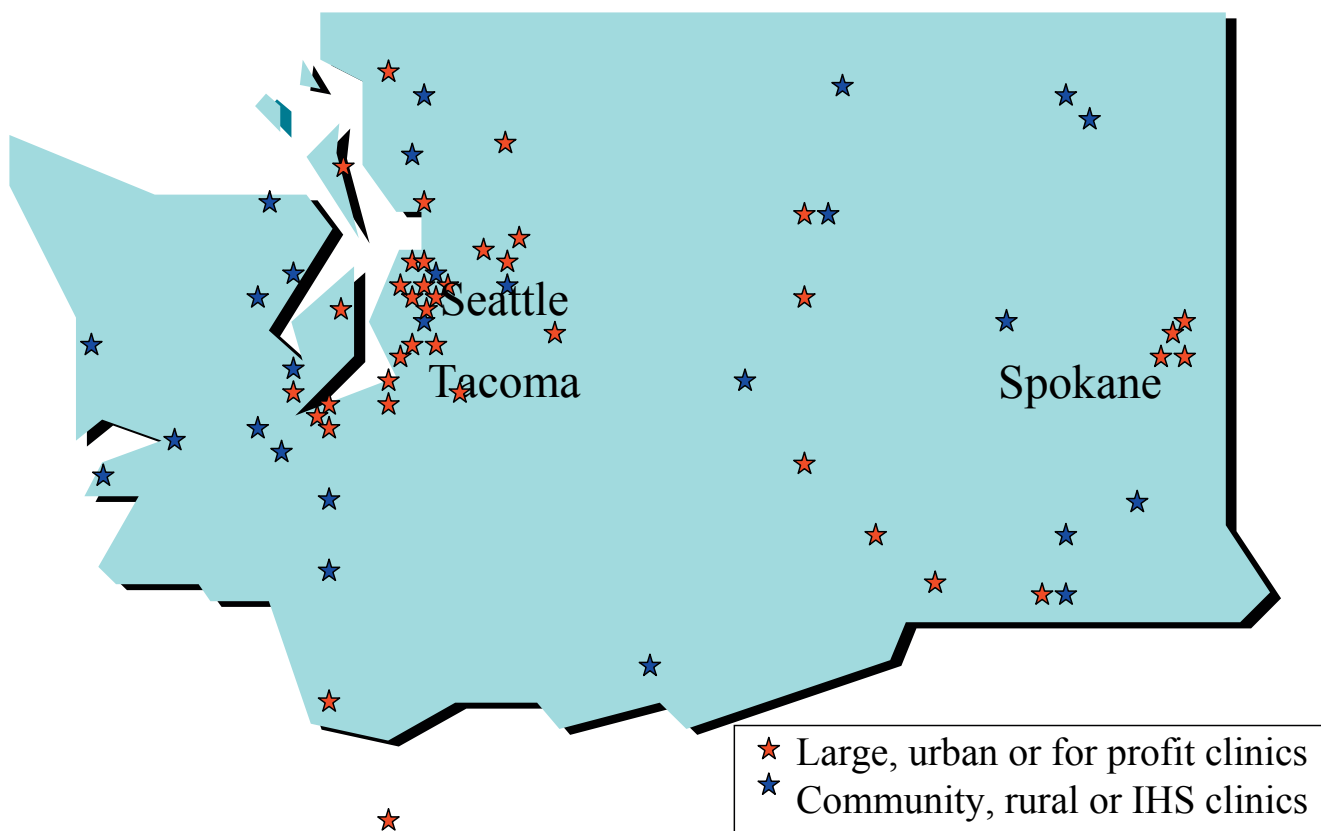 Seattle
Tacoma
Spokane
Large, urban or for profit clinics
Community, rural or IHS clinics